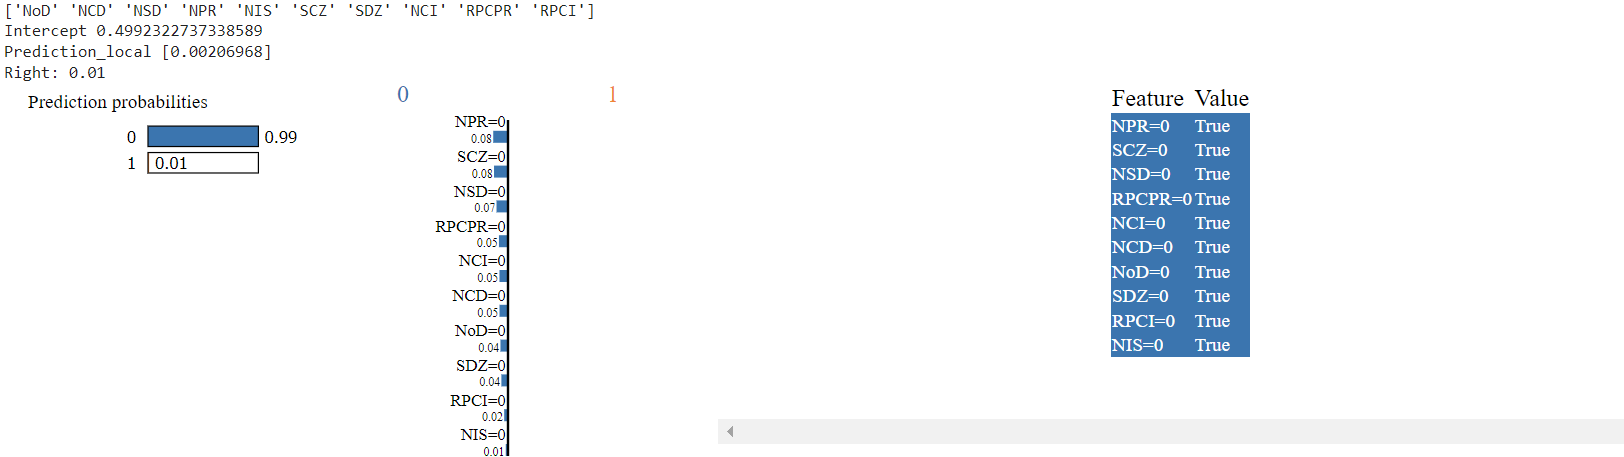 ['NoD' 'NCD' 'NSD' 'NPR' 'NIS' 'SCZ' 'SDZ' 'NCI' 'RPCPR' 'RPCI']
Intercept 0.4992322737338589
Prediction_local [0.00206968]
Right: 0.01
Prediction probabilities
0 0.99
1 0.01
0 1
NPR=0
0.08
SCZ=0
0.08
NSD=0
0.07
RPCPR=0
0.05
NCI=0
0.05
NCD=0
0.05
NoD=0
0.04
SDZ=0
0.04
RPCI=0
0.02
NIS=0
0.01
Feature Value
NPR=0 True
SCZ=0 True
NSD=0 True
RPCPR=0 True
NCI=0 True
NCD=0 True
NoD=0 True
SDZ=0 True
RPCI=0 True
NIS=0 True